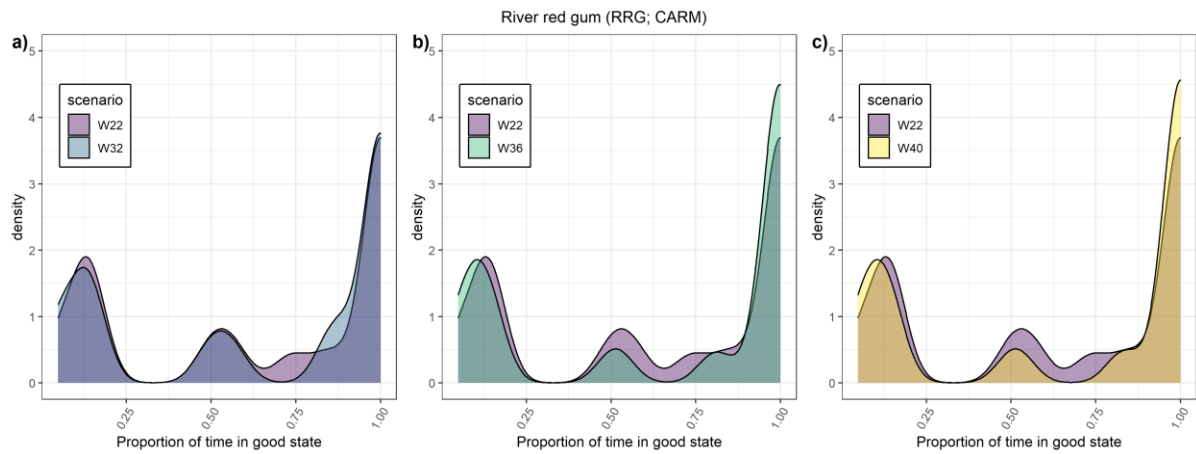 River red gum (RRG; CARM)
a)
5
4
3
2
1
0
density
scenario
W22
W32
0.25
0.50
0.75
1.00
Proportion of time in good state
b)
5
4
3
2
1
0
density
scenario
W22
W36
0.25
0.50
0.75
1.00
Proportion of time in good state
c)
5
4
3
2
1
0
density
scenario
W22
W40
0.25
0.50
0.75
1.00
Proportion of time in good state